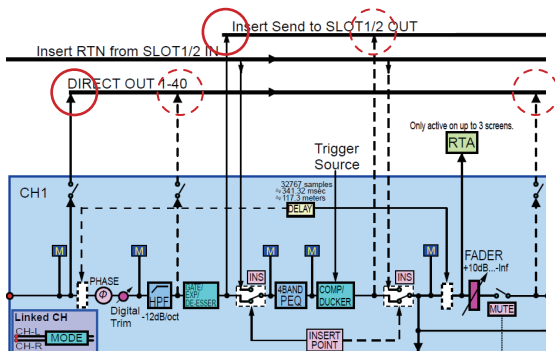 Insert Send to SLOT1/2 OUT
Insert RTN from SLOT1/2 IN
DIRECT OUT 1-40
Only active on up to 3 screens.
RTA
Trigger
Source
32767 samples
≈341.32 msec
≈117.3 meters
DELAY
CH1
M
M
M
M
M
INS
INS
PHASE
φ
Digital
Trim
HPF
-12dB/oct
GATE/
EXP/
DE-ESSER
4BAND
PEQ
COMP/
DUCKER
FADER
+10dB...-Inf
MUTE
INSERT
POINT
Linked CH
CH-L
CH-R
MODE